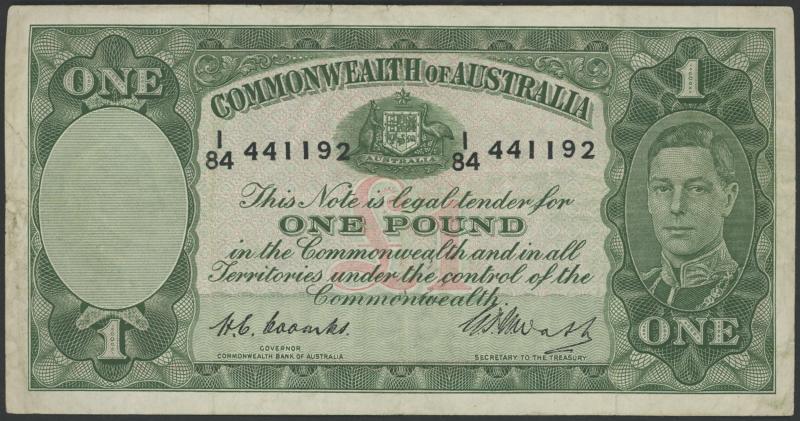 ONE
1
COMMONWEALTH OF AUSTRALIA
AUSTRALIA
I/84 441192
I/84 441192
£1
This Note is legal tender for
ONE POUND
in the Commonwealth and in all
Territories under the control of the
Commonwealth.
H.C. Coombs.
GOVERNOR
COMMONWEALTH BANK OF AUSTRALIA
SECRETARY TO THE TREASURY
1
ONE